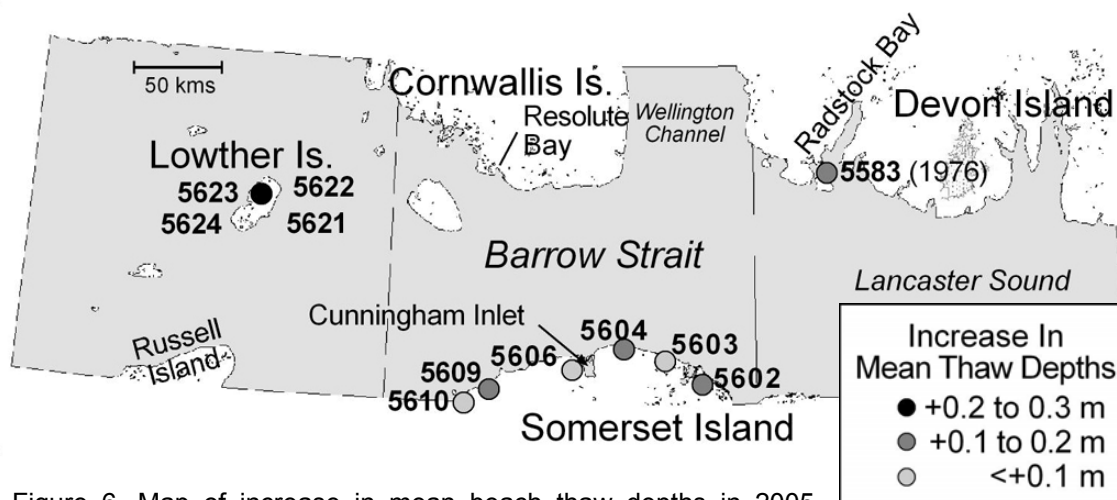 Radstock Bay
Cornwallis Is.
50 kms
Resolute
Bay
Wellington
Channel
Devon Island
Lowther Is.
5623
5622
5583 (1976)
5624
5621
Barrow Strait
Lancaster Sound
Cunningham Inlet
Russell
Island
5604
5603
5606
5609
5602
5610
Somerset Island
Increase In
Mean Thaw Depths
+0.2 to 0.3 m
+0.1 to 0.2 m
<+0.1 m
Figure 6. Map of increase in mean beach thaw depths in 2005